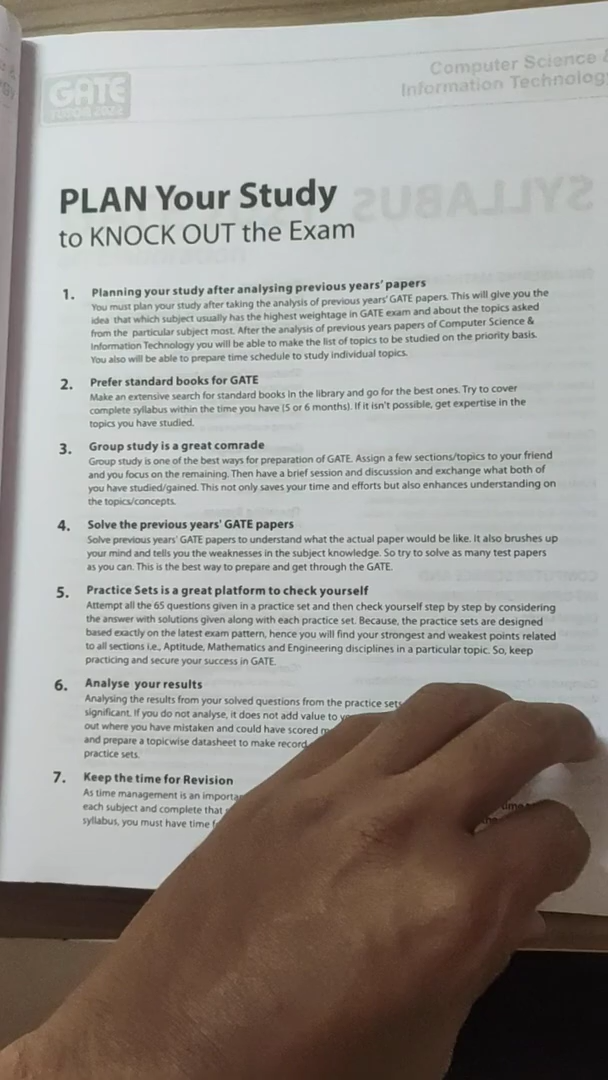 GATE
TUTOR 2022
Computer Science &
Information Technology
PLAN Your Study
to KNOCK OUT the Exam
SYLLABUS
1. Planning your study after analysing previous years' papers
You must plan your study after taking the analysis of previous years' GATE papers. This will give you the
idea that which subject usually has the highest weightage in GATE exam and about the topics asked
from the particular subject most. After the analysis of previous years papers of Computer Science &
Information Technology you will be able to make the list of topics to be studied on the priority basis.
You also will be able to prepare time schedule to study individual topics.
2. Prefer standard books for GATE
Make an extensive search for standard books in the library and go for the best ones. Try to cover
complete syllabus within the time you have (5 or 6 months). If it isn't possible, get expertise in the
topics you have studied.
3. Group study is a great comrade
Group study is one of the best ways for preparation of GATE. Assign a few sections/topics to your friend
and you focus on the remaining. Then have a brief session and discussion and exchange what both of
you have studied/gained. This not only saves your time and efforts but also enhances understanding on
the topics/concepts.
4. Solve the previous years' GATE papers
Solve previous years' GATE papers to understand what the actual paper would be like. It also brushes up
your mind and tells you the weaknesses in the subject knowledge. So try to solve as many test papers
as you can. This is the best way to prepare and get through the GATE.
5. Practice Sets is a great platform to check yourself
Attempt all the 65 questions given in a practice set and then check yourself step by step by considering
the answer with solutions given along with each practice set. Because, the practice sets are designed
based exactly on the latest exam pattern, hence you will find your strongest and weakest points related
to all sections i.e., Aptitude, Mathematics and Engineering disciplines in a particular topic. So, keep
practicing and secure your success in GATE.
6. Analyse your results
Analysing the results from your solved questions from the practice sets
significant. If you do not analyse, it does not add value to
out where you have mistaken and could have scored
and prepare a topicwise datasheet to make record
practice sets.
7. Keep the time for Revision
As time management is an
each subject and complete that
syllabus, you must have time